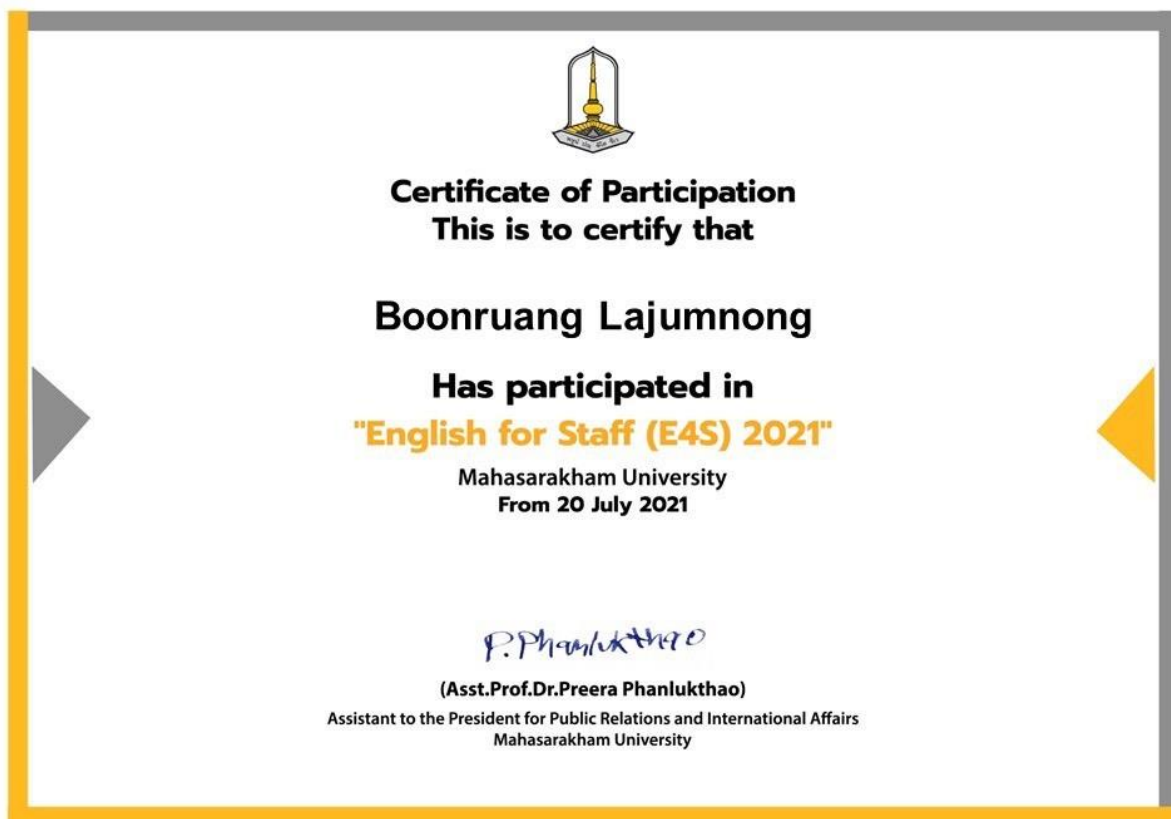 Certificate of Participation
This is to certify that
Boonruang Lajumnong
Has participated in
"English for Staff (E4S) 2021"
Mahasarakham University
From 20 July 2021
P.Phanlukthao
(Asst.Prof.Dr.Preera Phanlukthao)
Assistant to the President for Public Relations and International Affairs
Mahasarakham University